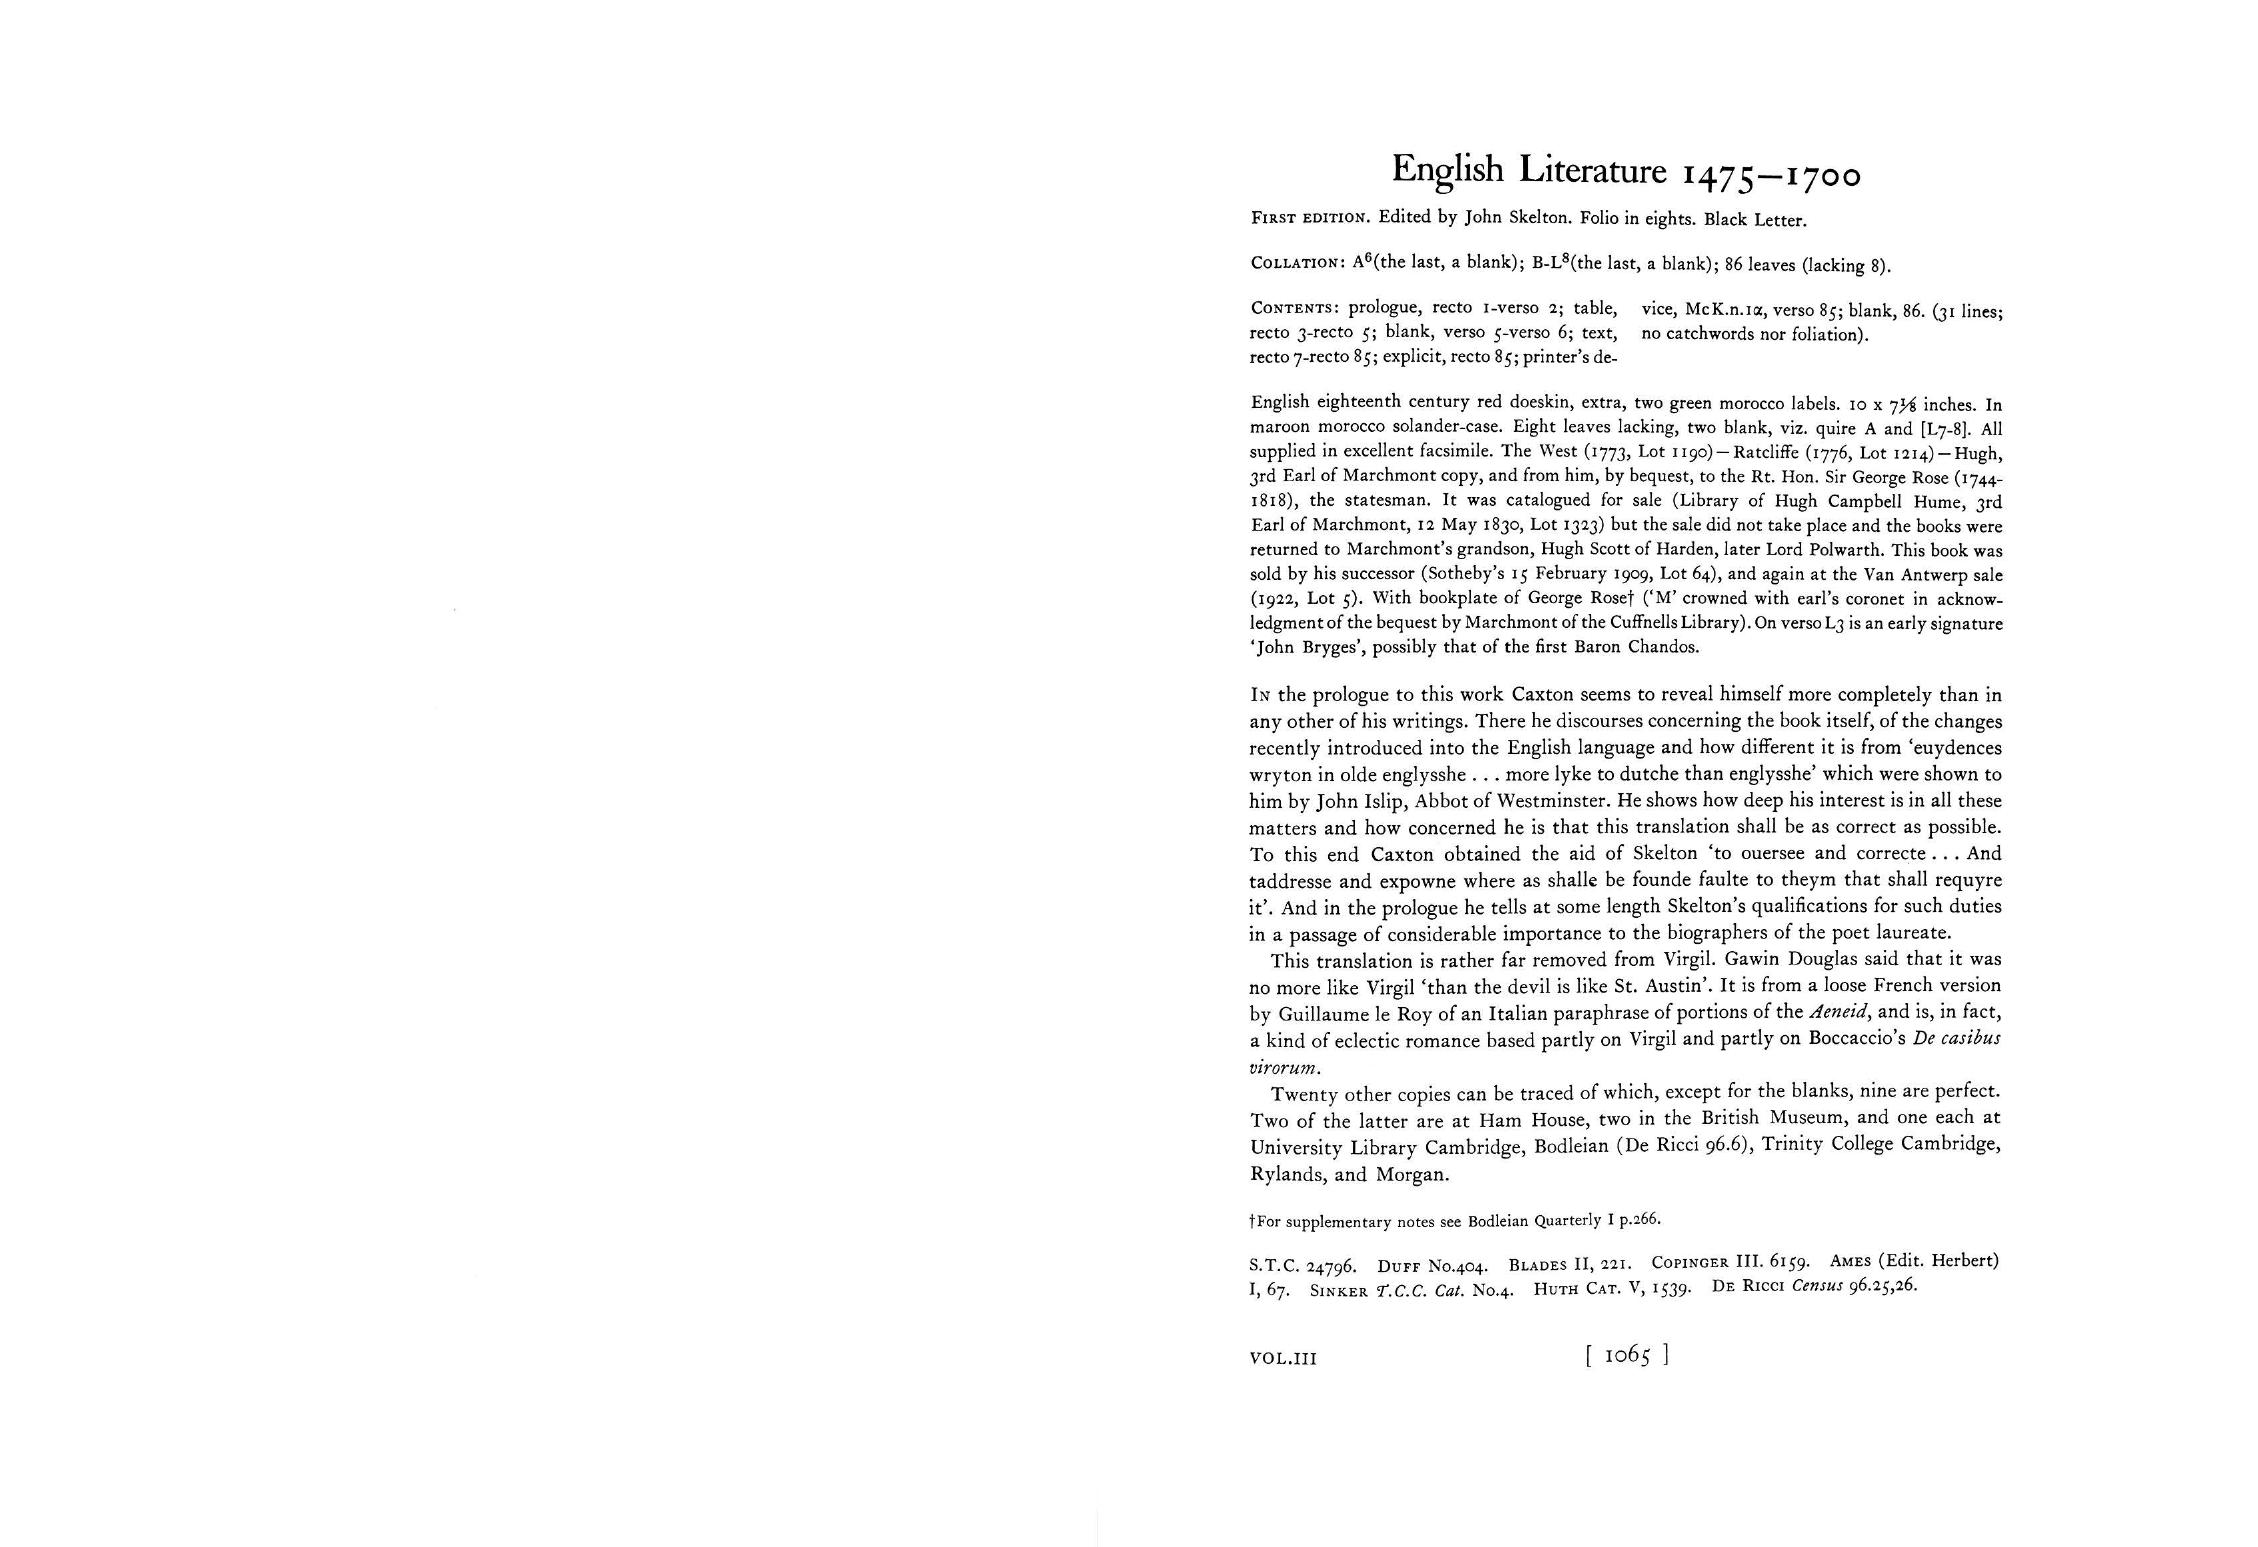 English Literature 1475—1700
FIRST EDITION. Edited by John Skelton. Folio in eights. Black Letter.
COLLATION: A⁶(the last, a blank); B-L⁸(the last, a blank); 86 leaves (lacking 8).
CONTENTS: prologue, recto 1-verso 2; table,
recto 3-recto 5; blank, verso 5-verso 6; text,
recto 7-recto 85; explicit, recto 85; printer's de-
vice, McK.n.1α, verso 85; blank, 86. (31 lines;
no catchwords nor foliation).
English eighteenth century red doeskin, extra, two green morocco labels. 10 x 7⅛ inches. In
maroon morocco solander-case. Eight leaves lacking, two blank, viz. quire A and [L7-8]. All
supplied in excellent facsimile. The West (1773, Lot 1190)—Ratcliffe (1776, Lot 1214)—Hugh,
3rd Earl of Marchmont copy, and from him, by bequest, to the Rt. Hon. Sir George Rose (1744-
1818), the statesman. It was catalogued for sale (Library of Hugh Campbell Hume, 3rd
Earl of Marchmont, 12 May 1830, Lot 1323) but the sale did not take place and the books were
returned to Marchmont's grandson, Hugh Scott of Harden, later Lord Polwarth. This book was
sold by his successor (Sotheby's 15 February 1909, Lot 64), and again at the Van Antwerp sale
(1922, Lot 5). With bookplate of George Rose† ('M' crowned with earl's coronet in acknow-
ledgment of the bequest by Marchmont of the Cuffnells Library). On verso L3 is an early signature
'John Bryges', possibly that of the first Baron Chandos.
IN the prologue to this work Caxton seems to reveal himself more completely than in
any other of his writings. There he discourses concerning the book itself, of the changes
recently introduced into the English language and how different it is from 'euydences
wryton in olde englysshe . . . more lyke to dutche than englysshe' which were shown to
him by John Islip, Abbot of Westminster. He shows how deep his interest is in all these
matters and how concerned he is that this translation shall be as correct as possible.
To this end Caxton obtained the aid of Skelton 'to ouersee and correcte . . . And
taddresse and expowne where as shalle be founde faulte to theym that shall requyre
it'. And in the prologue he tells at some length Skelton's qualifications for such duties
in a passage of considerable importance to the biographers of the poet laureate.
This translation is rather far removed from Virgil. Gawin Douglas said that it was
no more like Virgil 'than the devil is like St. Austin'. It is from a loose French version
by Guillaume le Roy of an Italian paraphrase of portions of the Aeneid, and is, in fact,
a kind of eclectic romance based partly on Virgil and partly on Boccaccio's De casibus
virorum.
Twenty other copies can be traced of which, except for the blanks, nine are perfect.
Two of the latter are at Ham House, two in the British Museum, and one each at
University Library Cambridge, Bodleian (De Ricci 96.6), Trinity College Cambridge,
Rylands, and Morgan.
†For supplementary notes see Bodleian Quarterly I p.266.
S.T.C. 24796. DUFF NO.404. BLADES II, 221. COPINGER III. 6159. AMES (Edit. Herbert)
I, 67. SINKER T.C.C. Cat. NO.4. HUTH CAT. V, 1539. DE RICCI Census 96.25,26.
VOL.III [ 1065 ]